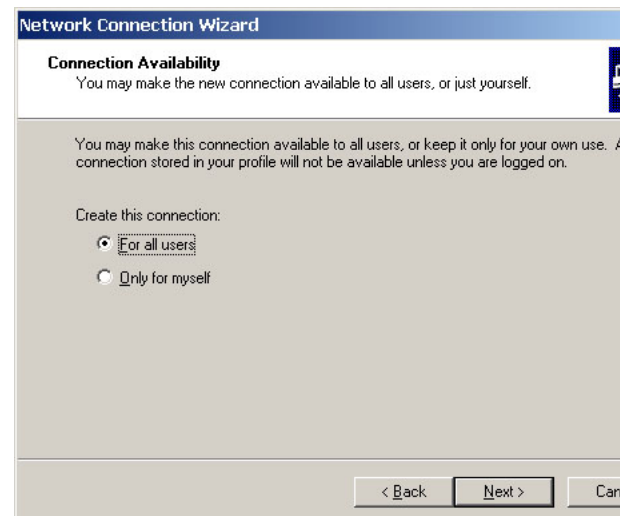 Network Connection Wizard
Connection Availability
You may make the new connection available to all users, or just yourself.
You may make this connection available to all users, or keep it only for your own use. A
connection stored in your profile will not be available unless you are logged on.
Create this connection:
For all users
Only for myself
< Back Next > Can